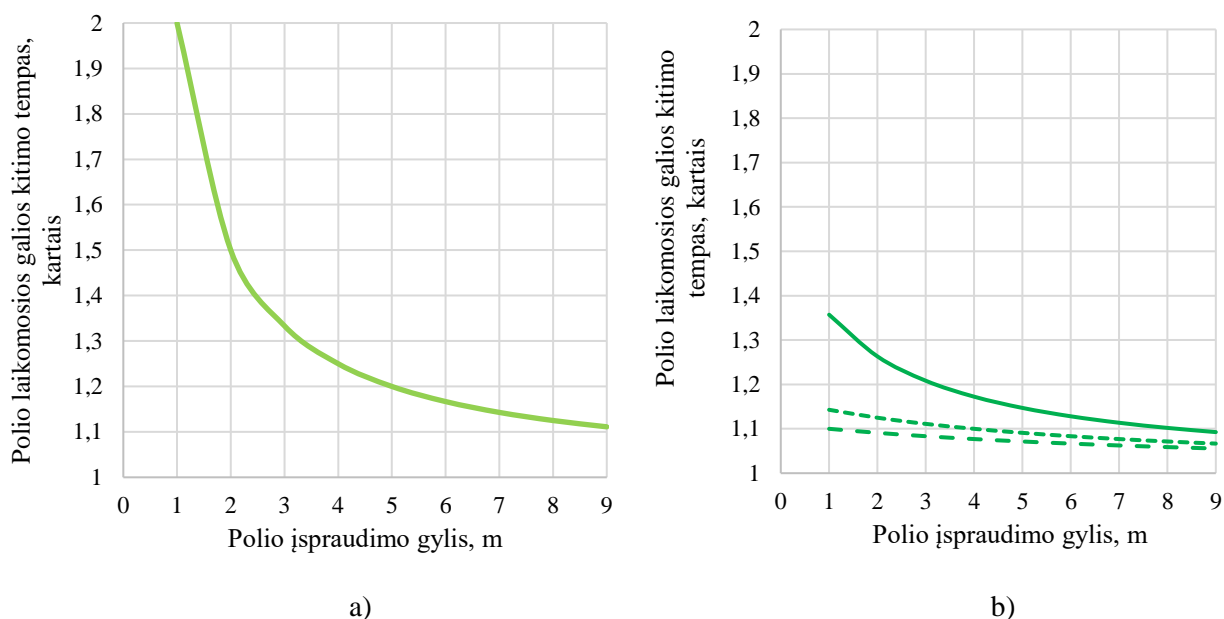 Polio laikomosios galios kitimo tempas,
kartais
2
1,9
1,8
1,7
1,6
1,5
1,4
1,3
1,2
1,1
1
0 1 2 3 4 5 6 7 8 9
Polio įspraudimo gylis, m
a)
Polio laikomosios galios kitimo
tempas, kartais
2
1,9
1,8
1,7
1,6
1,5
1,4
1,3
1,2
1,1
1
0 1 2 3 4 5 6 7 8 9
Polio įspraudimo gylis, m
b)